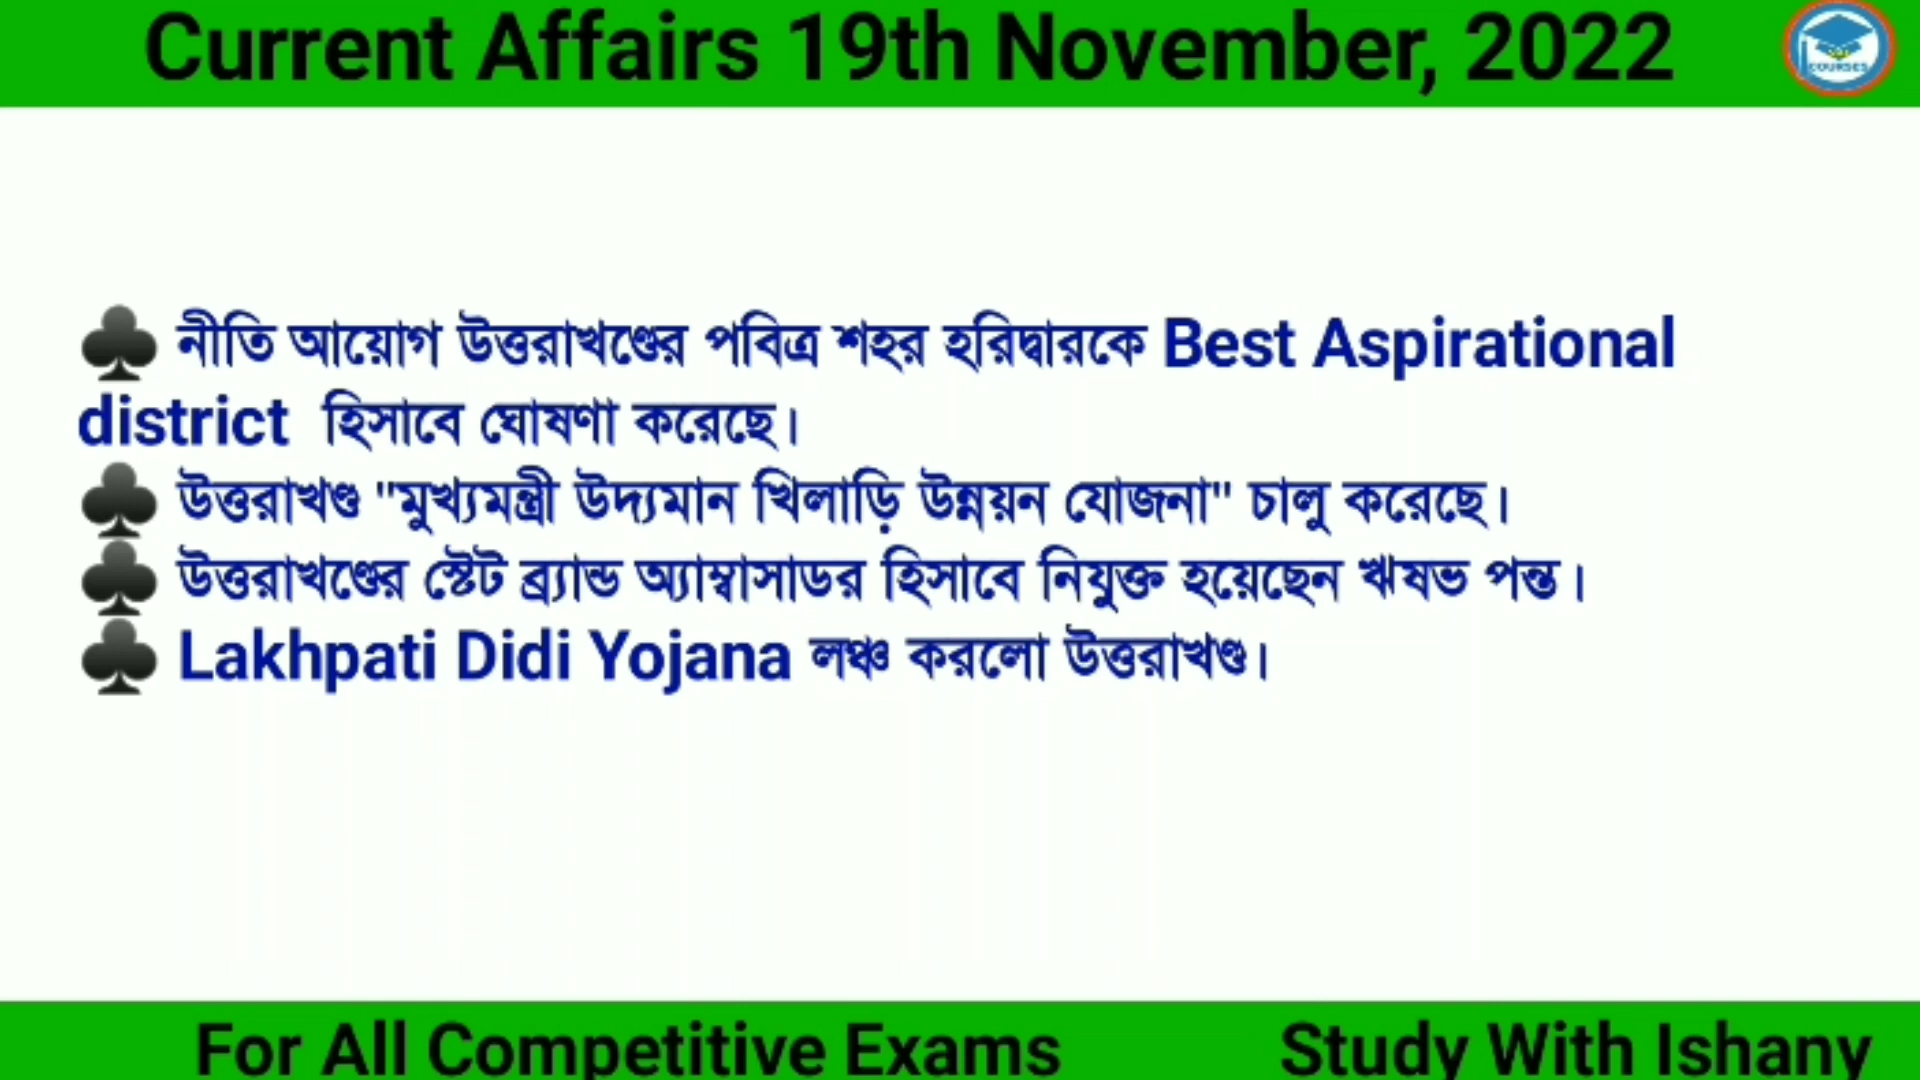 Current Affairs 19th November, 2022
COURSES
♣ নীতি আয়োগ উত্তরাখণ্ডের পবিত্র শহর হরিদ্বারকে Best Aspirational
district হিসাবে ঘোষণা করেছে।
♣ উত্তরাখণ্ড "মুখ্যমন্ত্রী উদ্যমান খিলাড়ি উন্নয়ন যোজনা" চালু করেছে।
♣ উত্তরাখণ্ডের স্টেট ব্র্যান্ড অ্যাম্বাসাডর হিসাবে নিযুক্ত হয়েছেন ঋষভ পন্ত।
♣ Lakhpati Didi Yojana লঞ্চ করলো উত্তরাখণ্ড।
For All Competitive Exams Study With Ishany